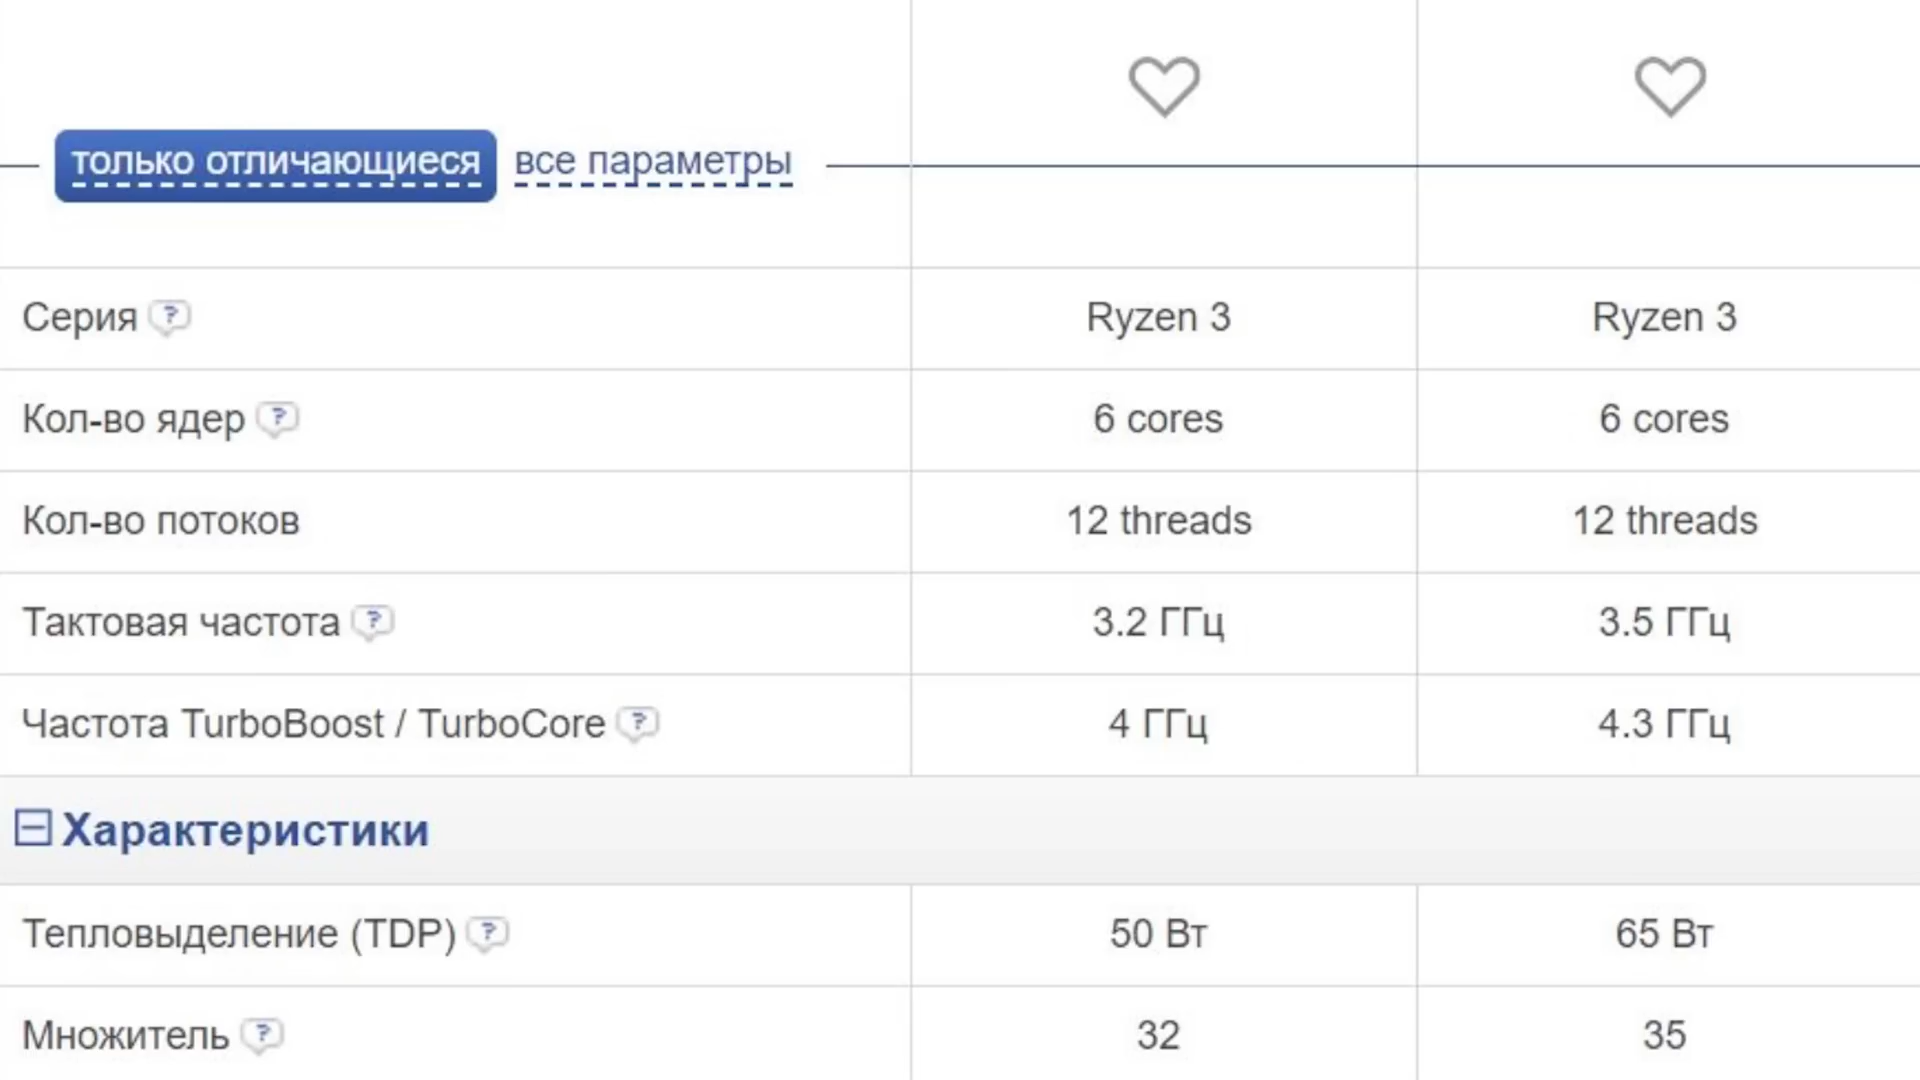 только отличающиеся все параметры
Серия ? Ryzen 3 Ryzen 3
Кол-во ядер ? 6 cores 6 cores
Кол-во потоков 12 threads 12 threads
Тактовая частота ? 3.2 ГГц 3.5 ГГц
Частота TurboBoost / TurboCore ? 4 ГГц 4.3 ГГц
Характеристики
Тепловыделение (TDP) ? 50 Вт 65 Вт
Множитель ? 32 35